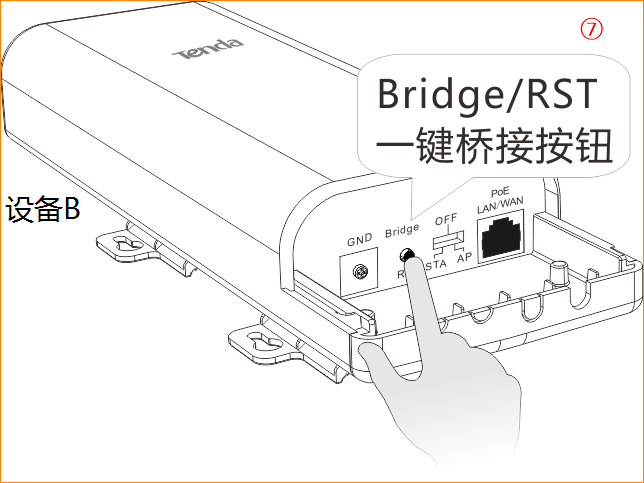 ⑦
Tenda
Bridge/RST
一键桥接按钮
设备B
PoE
LAN/WAN
OFF
Bridge
GND
STA
AP